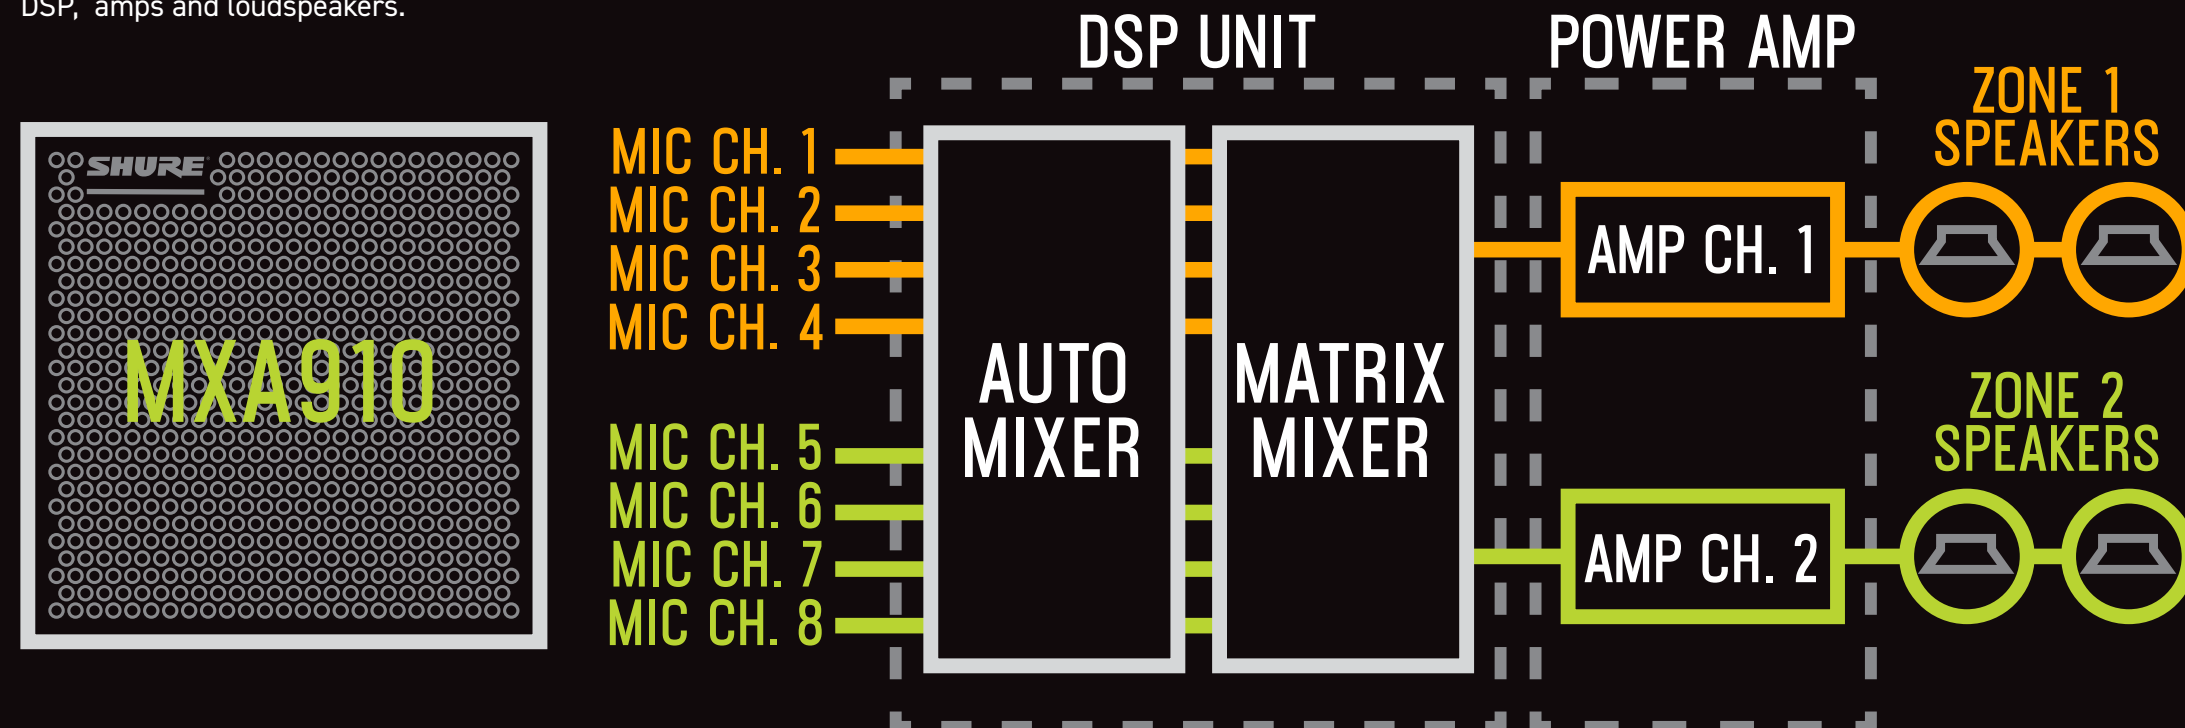 DSP, amps and loudspeakers.
DSP UNIT
POWER AMP
SHURE
MXA910
MIC CH. 1
MIC CH. 2
MIC CH. 3
MIC CH. 4
MIC CH. 5
MIC CH. 6
MIC CH. 7
MIC CH. 8
AUTO
MIXER
MATRIX
MIXER
AMP CH. 1
AMP CH. 2
ZONE 1
SPEAKERS
ZONE 2
SPEAKERS